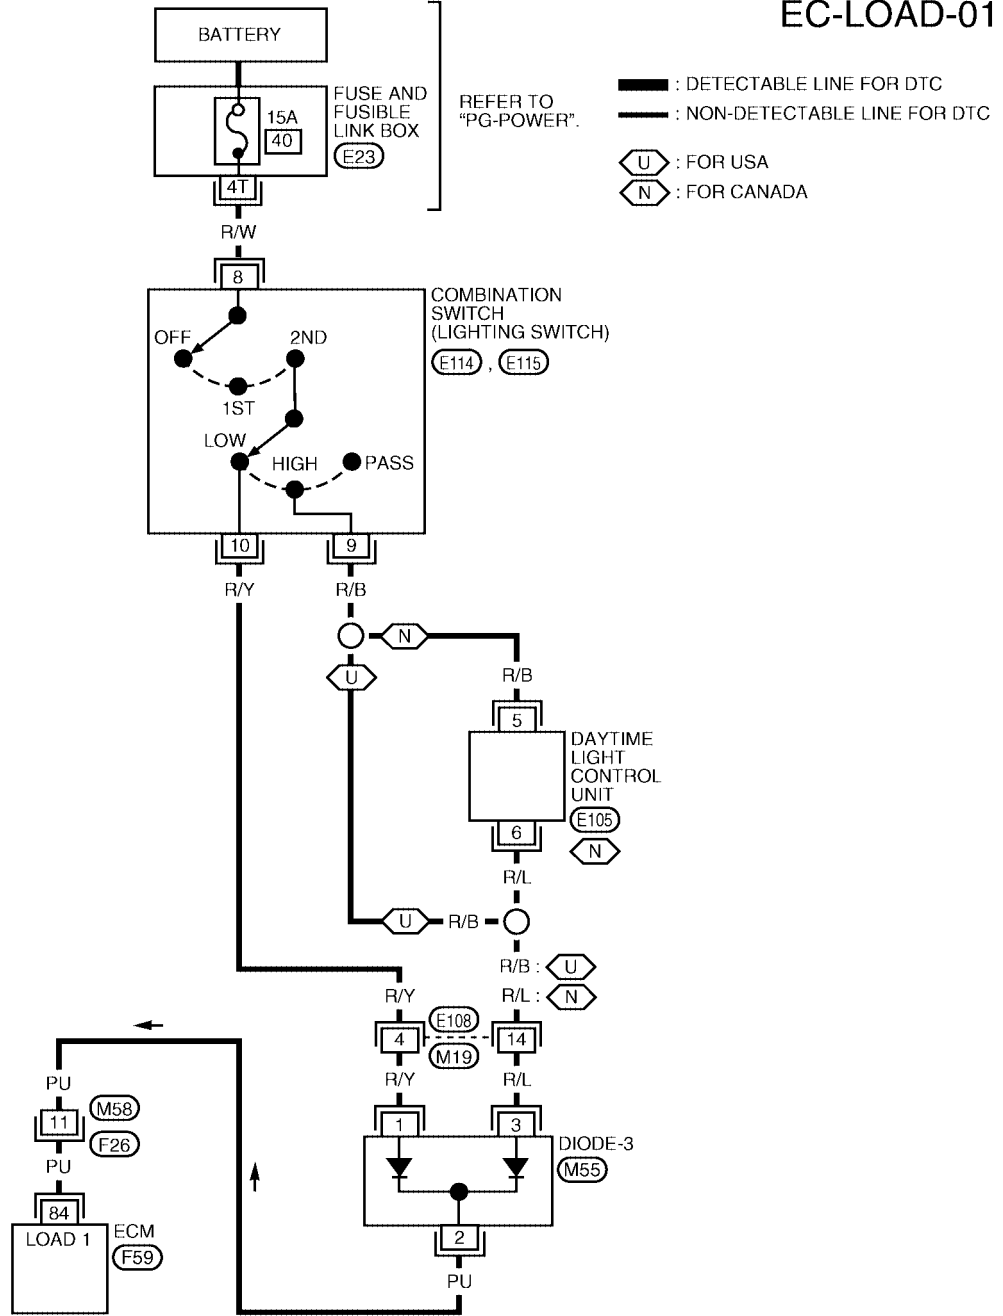 EC-LOAD-01
BATTERY
FUSE AND
FUSIBLE
LINK BOX
E23
15A
40
4T
REFER TO
"PG-POWER".
: DETECTABLE LINE FOR DTC
: NON-DETECTABLE LINE FOR DTC
U : FOR USA
N : FOR CANADA
R/W
8
COMBINATION
SWITCH
(LIGHTING SWITCH)
E114 , E115
OFF
2ND
1ST
LOW
HIGH
PASS
10
9
R/Y
R/B
N
U
R/B
5
DAYTIME
LIGHT
CONTROL
UNIT
E105
N
6
R/L
U
R/B
R/B : U
R/L : N
R/Y
E108
4
14
M19
R/Y
R/L
1
3
DIODE-3
M55
2
PU
PU
11
M58
F26
PU
84
LOAD 1
ECM
F59